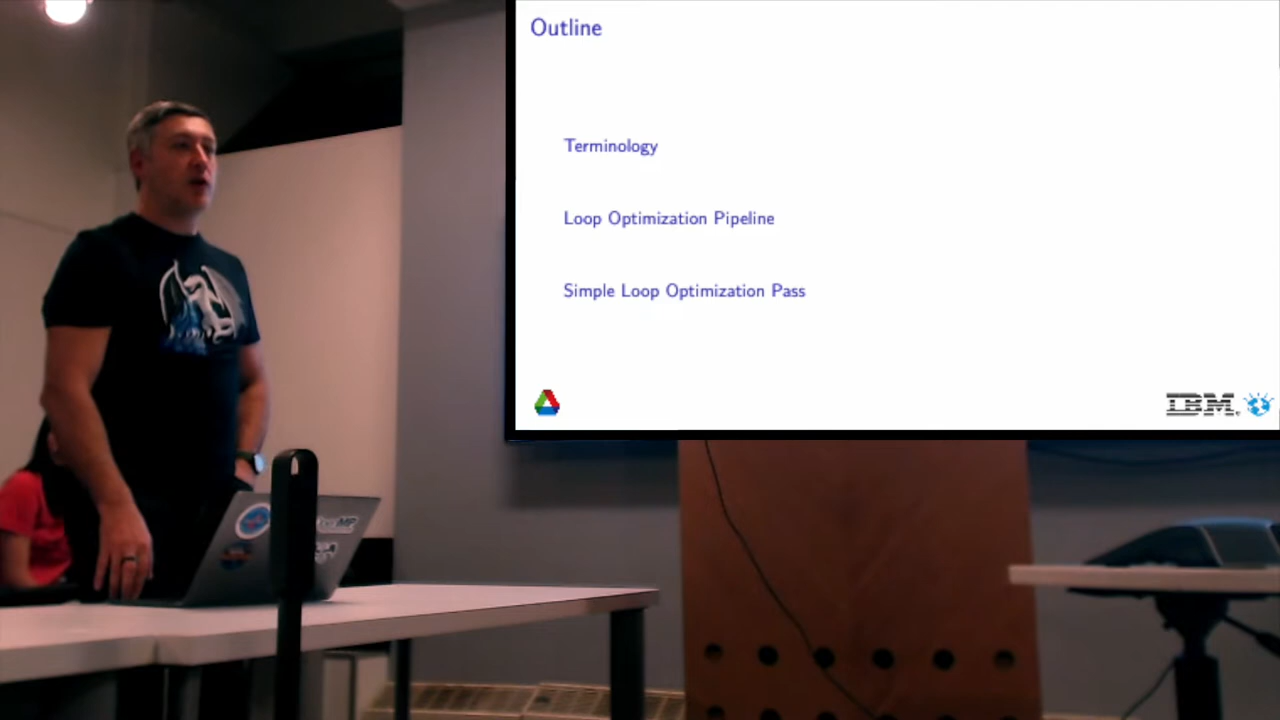 Outline
Terminology
Loop Optimization Pipeline
Simple Loop Optimization Pass
IBM